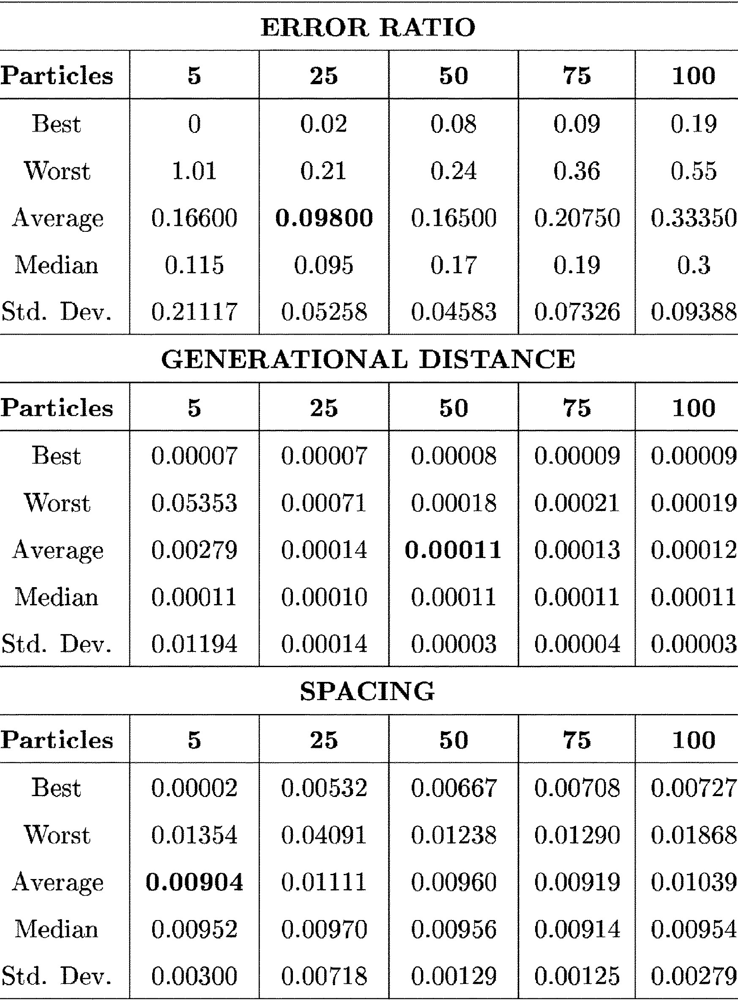 ERROR RATIO
Particles 5 25 50 75 100
Best 0 0.02 0.08 0.09 0.19
Worst 1.01 0.21 0.24 0.36 0.55
Average 0.16600 0.09800 0.16500 0.20750 0.33350
Median 0.115 0.095 0.17 0.19 0.3
Std. Dev. 0.21117 0.05258 0.04583 0.07326 0.09388
GENERATIONAL DISTANCE
Particles 5 25 50 75 100
Best 0.00007 0.00007 0.00008 0.00009 0.00009
Worst 0.05353 0.00071 0.00018 0.00021 0.00019
Average 0.00279 0.00014 0.00011 0.00013 0.00012
Median 0.00011 0.00010 0.00011 0.00011 0.00011
Std. Dev. 0.01194 0.00014 0.00003 0.00004 0.00003
SPACING
Particles 5 25 50 75 100
Best 0.00002 0.00532 0.00667 0.00708 0.00727
Worst 0.01354 0.04091 0.01238 0.01290 0.01868
Average 0.00904 0.01111 0.00960 0.00919 0.01039
Median 0.00952 0.00970 0.00956 0.00914 0.00954
Std. Dev. 0.00300 0.00718 0.00129 0.00125 0.00279